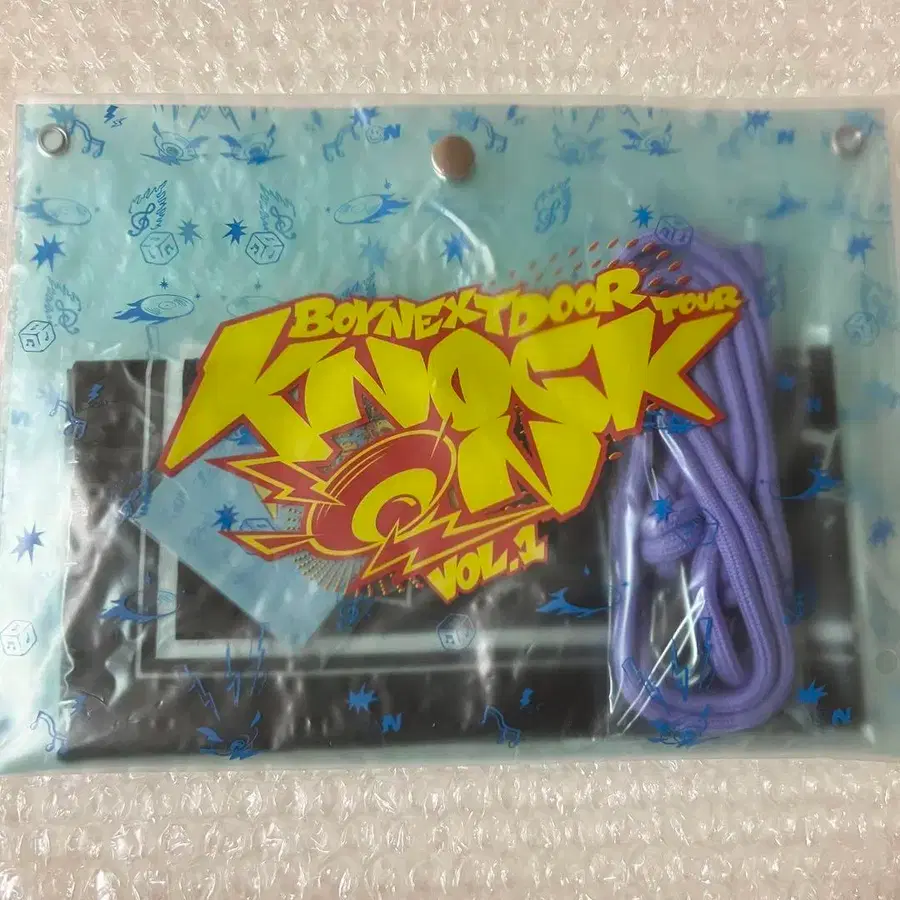 BOYNEXTDOOR
TOUR
KNOCK
ON
VOL.1
N
N
N